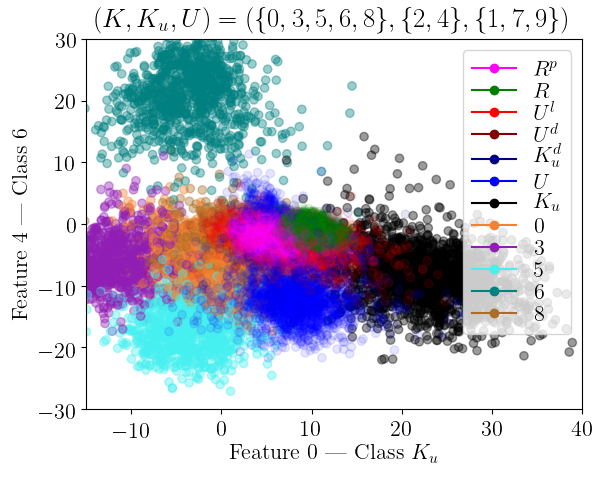 (K, K_u, U) = ({0, 3, 5, 6, 8}, {2, 4}, {1, 7, 9})
30
20
10
0
−10
−20
−30
Feature 4 — Class 6
R^p
R
U^l
U^d
K_u^d
U
K_u
0
3
5
6
8
−10
0
10
20
30
40
Feature 0 — Class K_u